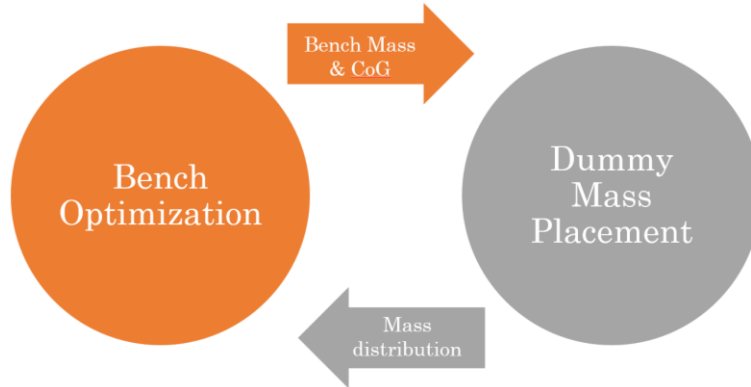 Bench Mass
& CoG
Bench
Optimization
Dummy
Mass
Placement
Mass
distribution